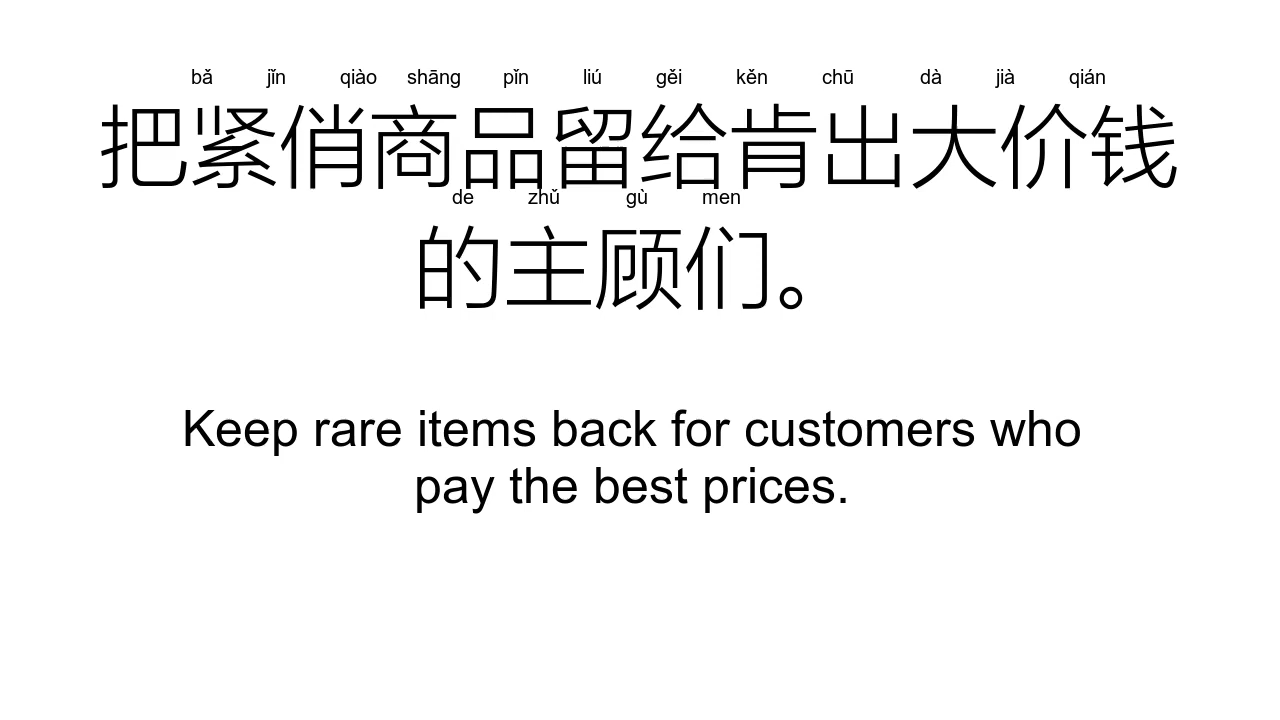 bǎ jǐn qiào shāng pǐn liú gěi kěn chū dà jià qián
把紧俏商品留给肯出大价钱
de zhǔ gù men
的主顾们。
Keep rare items back for customers who
pay the best prices.